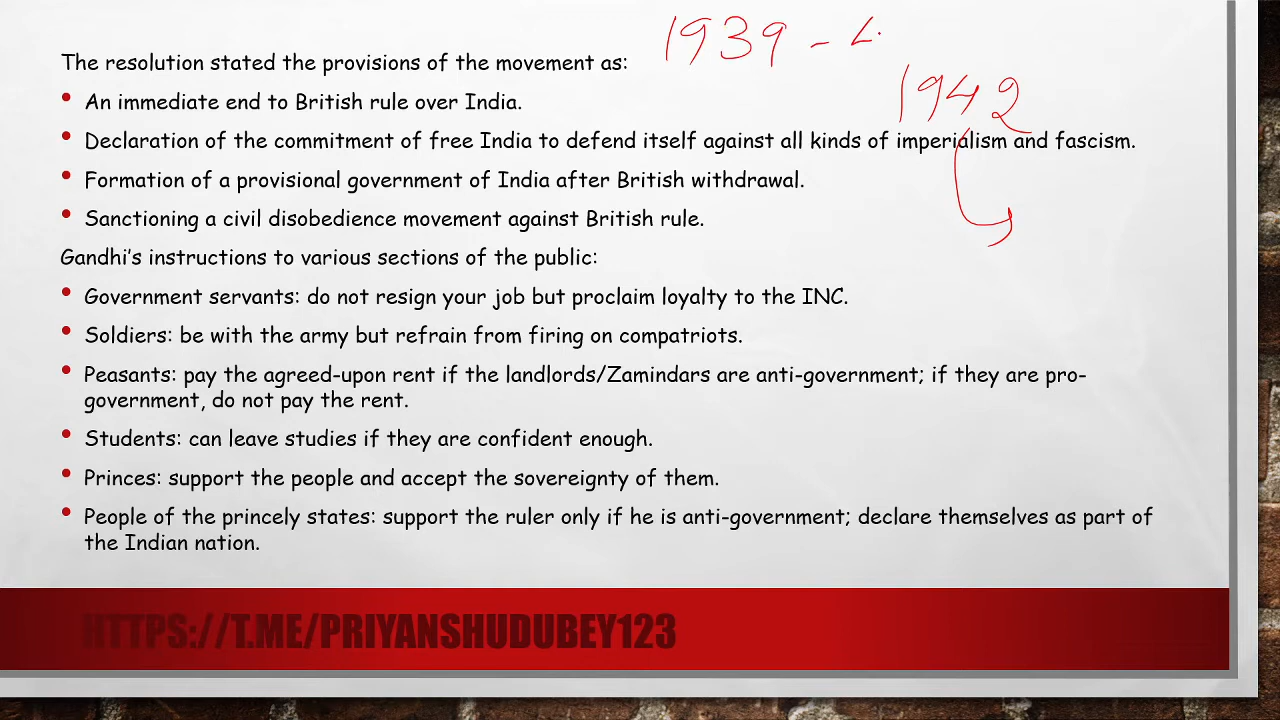 1939 - 4
1942
The resolution stated the provisions of the movement as:
• An immediate end to British rule over India.
• Declaration of the commitment of free India to defend itself against all kinds of imperialism and fascism.
• Formation of a provisional government of India after British withdrawal.
• Sanctioning a civil disobedience movement against British rule.
Gandhi's instructions to various sections of the public:
• Government servants: do not resign your job but proclaim loyalty to the INC.
• Soldiers: be with the army but refrain from firing on compatriots.
• Peasants: pay the agreed-upon rent if the landlords/Zamindars are anti-government; if they are pro-
government, do not pay the rent.
• Students: can leave studies if they are confident enough.
• Princes: support the people and accept the sovereignty of them.
• People of the princely states: support the ruler only if he is anti-government; declare themselves as part of
the Indian nation.
HTTPS://T.ME/PRIYANSHUDUBEY123